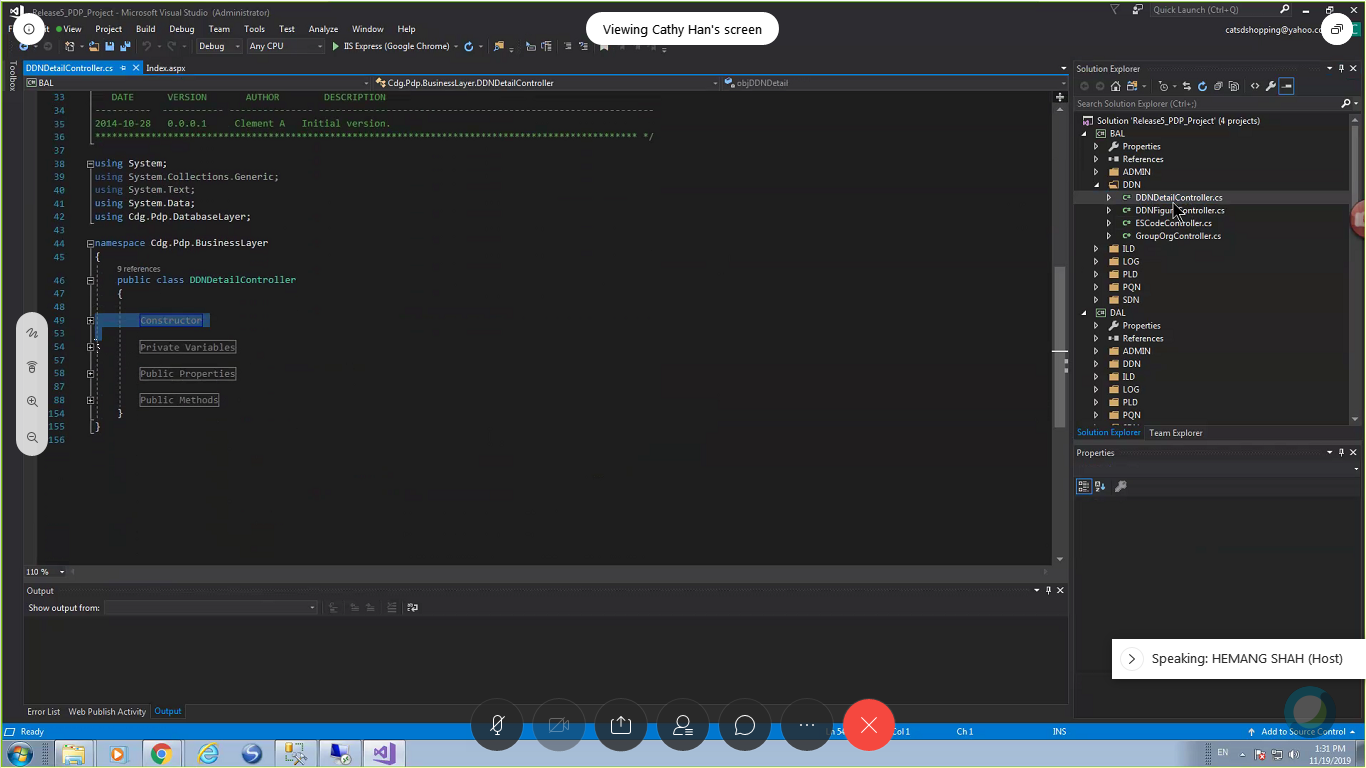 Release5_PDP_Project - Microsoft Visual Studio (Administrator)
Quick Launch (Ctrl+Q)
View Project Build Debug Team Tools Test Analyze Window Help
catsdshopping@yahoo.c
Viewing Cathy Han's screen
Debug Any CPU IIS Express (Google Chrome)
Toolbox
DDNDetailController.cs Index.aspx
BAL Cdg.Pdp.BusinessLayer.DDNDetailController objDDNDetail
33 DATE VERSION AUTHOR DESCRIPTION
34
35 2014-10-28 0.0.0.1 Clement A Initial version.
36 */
37
38 using System;
39 using System.Collections.Generic;
40 using System.Text;
41 using System.Data;
42 using Cdg.Pdp.DatabaseLayer;
43
44 namespace Cdg.Pdp.BusinessLayer
45 {
9 references
46 public class DDNDetailController
47 {
48
49 Constructor
53
54 Private Variables
57
58 Public Properties
87
88 Public Methods
154 }
155 }
156
110 %
Output
Show output from:
Error List Web Publish Activity Output
Solution Explorer
Search Solution Explorer (Ctrl+;)
Solution 'Release5_PDP_Project' (4 projects)
BAL
Properties
References
ADMIN
DDN
DDNDetailController.cs
ESCodeController.cs
GroupOrgController.cs
ILD
LOG
PLD
PQN
SDN
DAL
Properties
References
ADMIN
DDN
ILD
LOG
PLD
PQN
Solution Explorer Team Explorer
Properties
Speaking: HEMANG SHAH (Host)
Ready Ln 54 Col 1 Ch 1 INS Add to Source Control
EN 1:31 PM
11/19/2019